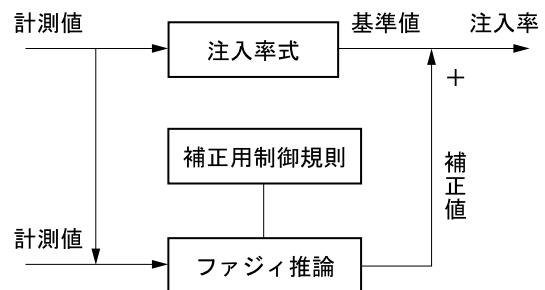 計測値
注入率式
基準値
注入率
+
補正用制御規則
補正値
計測値
ファジィ推論